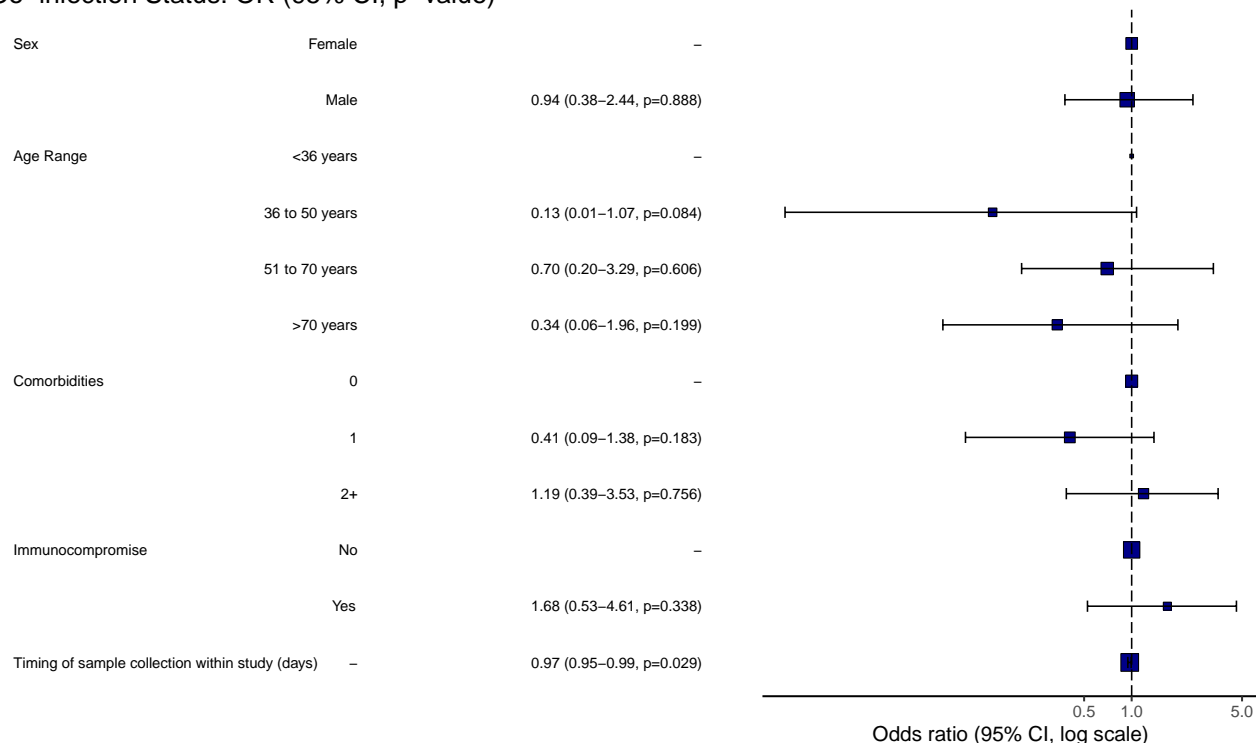 Co−infection Status: OR (95% CI, p−value)
Sex Female −
Male 0.94 (0.38−2.44, p=0.888)
Age Range <36 years −
36 to 50 years 0.13 (0.01−1.07, p=0.084)
51 to 70 years 0.70 (0.20−3.29, p=0.606)
>70 years 0.34 (0.06−1.96, p=0.199)
Comorbidities 0 −
1 0.41 (0.09−1.38, p=0.183)
2+ 1.19 (0.39−3.53, p=0.756)
Immunocompromise No −
Yes 1.68 (0.53−4.61, p=0.338)
Timing of sample collection within study (days) − 0.97 (0.95−0.99, p=0.029)
0.5 1.0 5.0
Odds ratio (95% CI, log scale)